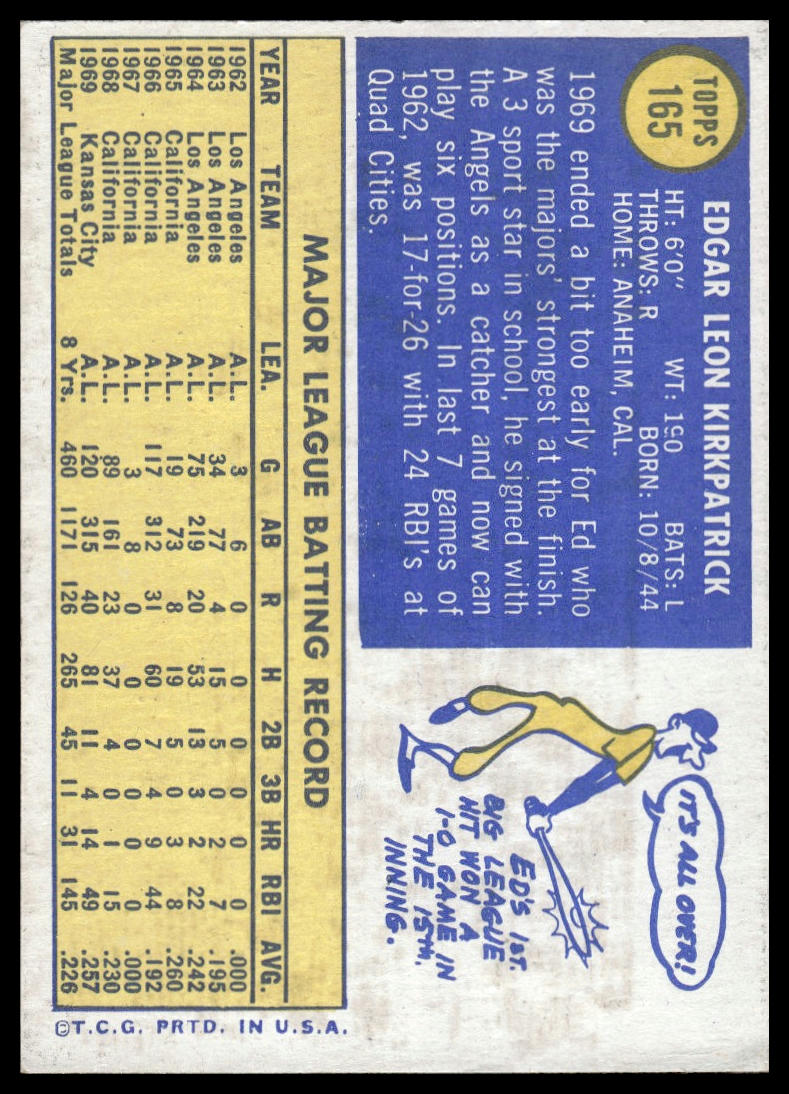 TOPPS
165
EDGAR LEON KIRKPATRICK
HT: 6'0" WT: 190 BATS: L
THROWS: R BORN: 10/8/44
HOME: ANAHEIM, CAL.
1969 ended a bit too early for Ed who
was the majors' strongest at the finish.
A 3 sport star in school, he signed with
the Angels as a catcher and now can
play six positions. In last 7 games of
1962, was 17-for-26 with 24 RBI's at
Quad Cities.
IT'S ALL OVER!
ED'S 1ST.
BIG LEAGUE
HIT WON A
1-0 GAME IN
THE 15TH.
INNING.
MAJOR LEAGUE BATTING RECORD
YEAR TEAM LEA. G AB R H 2B 3B HR RBI AVG.
1962 Los Angeles A.L. 3 6 0 0 0 0 0 0 .000
1963 Los Angeles A.L. 34 77 4 15 5 0 2 7 .195
1964 Los Angeles A.L. 75 219 20 53 13 3 2 22 .242
1965 California A.L. 19 73 8 19 5 0 3 8 .260
1966 California A.L. 117 312 31 60 7 4 9 44 .192
1967 California A.L. 3 8 0 0 0 0 0 0 .000
1968 California A.L. 89 161 23 37 4 0 1 15 .230
1969 Kansas City A.L. 120 315 40 81 11 4 14 49 .257
Major League Totals 8 Yrs. 460 1171 126 265 45 11 31 145 .226
©T.C.G. PRTD. IN U.S.A.